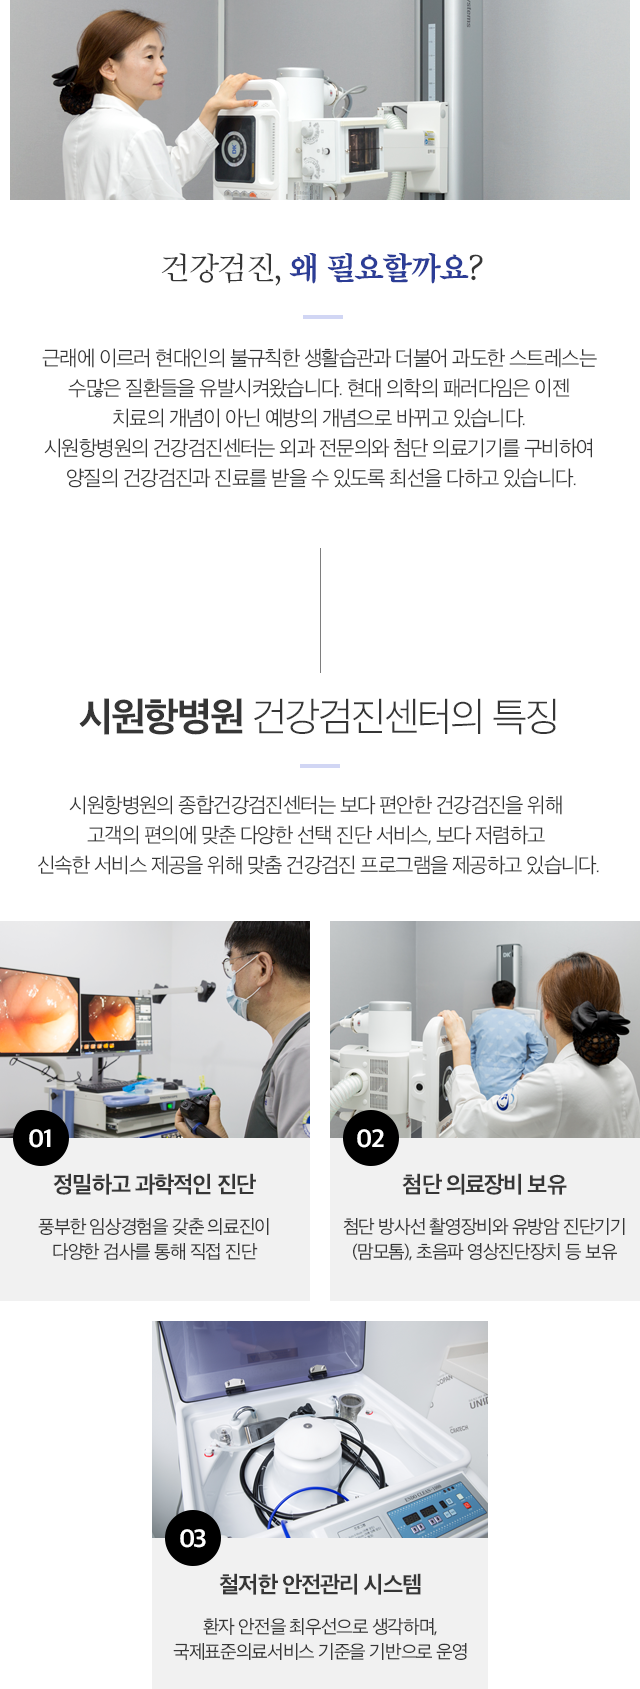 건강검진, 왜 필요할까요?
근래에 이르러 현대인의 불규칙한 생활습관과 더불어 과도한 스트레스는
수많은 질환들을 유발시켜왔습니다. 현대 의학의 패러다임은 이젠
치료의 개념이 아닌 예방의 개념으로 바뀌고 있습니다.
시원항병원의 건강검진센터는 외과 전문의와 첨단 의료기기를 구비하여
양질의 건강검진과 진료를 받을 수 있도록 최선을 다하고 있습니다.
시원항병원 건강검진센터의 특징
시원항병원의 종합건강검진센터는 보다 편안한 건강검진을 위해
고객의 편의에 맞춘 다양한 선택 진단 서비스, 보다 저렴하고
신속한 서비스 제공을 위해 맞춤 건강검진 프로그램을 제공하고 있습니다.
01
정밀하고 과학적인 진단
풍부한 임상경험을 갖춘 의료진이
다양한 검사를 통해 직접 진단
DK
02
첨단 의료장비 보유
첨단 방사선 촬영장비와 유방암 진단기기
(맘모톰), 초음파 영상진단장치 등 보유
ENDO CLEAN
03
철저한 안전관리 시스템
환자 안전을 최우선으로 생각하며,
국제표준의료서비스 기준을 기반으로 운영